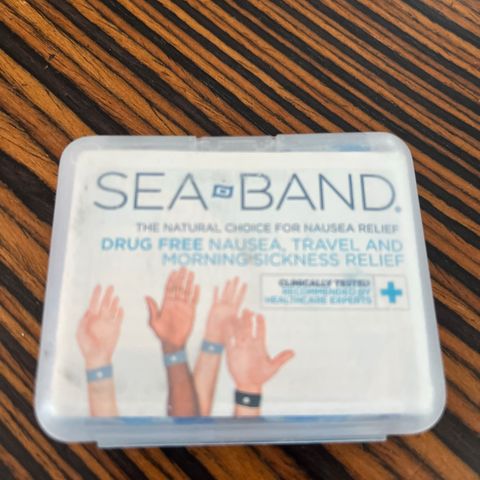 SEA BAND®
THE NATURAL CHOICE FOR NAUSEA RELIEF
DRUG FREE NAUSEA, TRAVEL AND
MORNING SICKNESS RELIEF
CLINICALLY TESTED
RECOMMENDED BY
HEALTHCARE EXPERTS